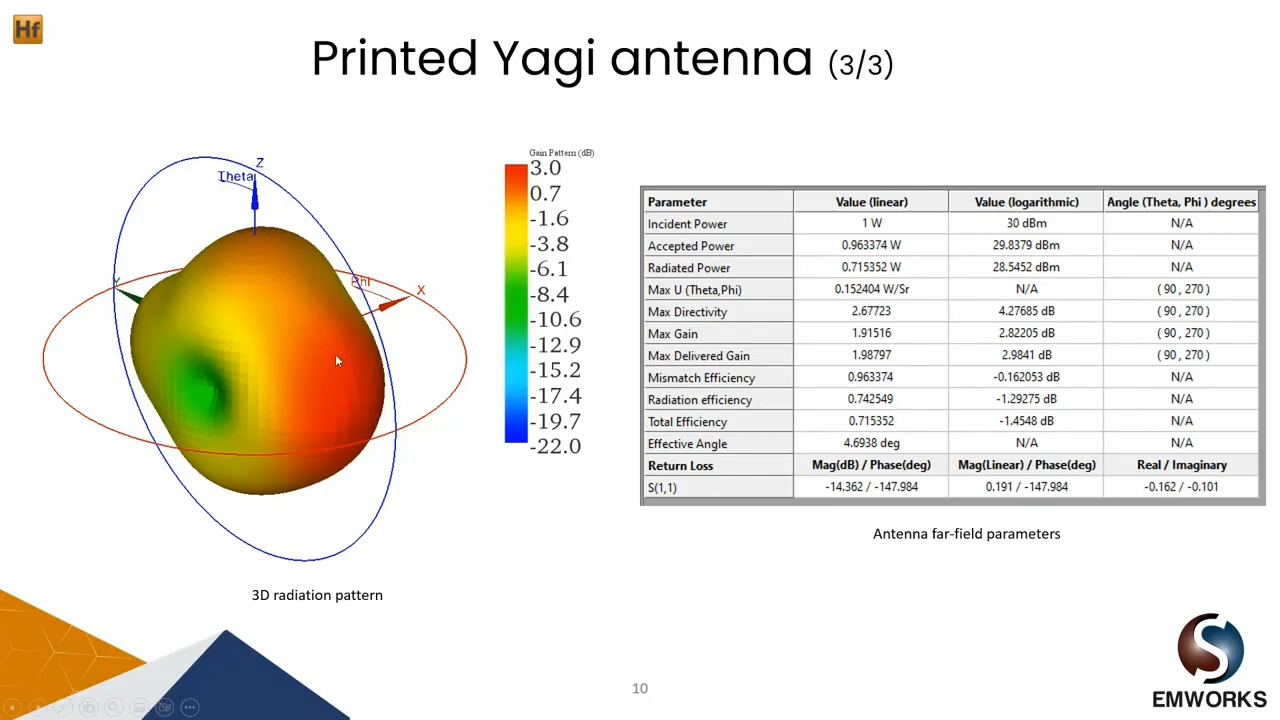 Hf
Printed Yagi antenna (3/3)
Gain Pattern (dB)
3.0
0.7
-1.6
-3.8
-6.1
-8.4
-10.6
-12.9
-15.2
-17.4
-19.7
-22.0
Z
Theta
Y
Phi
X
3D radiation pattern
Parameter Value (linear) Value (logarithmic) Angle (Theta, Phi ) degrees
Incident Power 1 W 30 dBm N/A
Accepted Power 0.963374 W 29.8379 dBm N/A
Radiated Power 0.715352 W 28.5452 dBm N/A
Max U (Theta,Phi) 0.152404 W/Sr N/A ( 90 , 270 )
Max Directivity 2.67723 4.27685 dB ( 90 , 270 )
Max Gain 1.91516 2.82205 dB ( 90 , 270 )
Max Delivered Gain 1.98797 2.9841 dB ( 90 , 270 )
Mismatch Efficiency 0.963374 -0.162053 dB N/A
Radiation efficiency 0.742549 -1.29275 dB N/A
Total Efficiency 0.715352 -1.4548 dB N/A
Effective Angle 4.6938 deg N/A N/A
Return Loss Mag(dB) / Phase(deg) Mag(Linear) / Phase(deg) Real / Imaginary
S(1,1) -14.362 / -147.984 0.191 / -147.984 -0.162 / -0.101
Antenna far-field parameters
10
EMWORKS